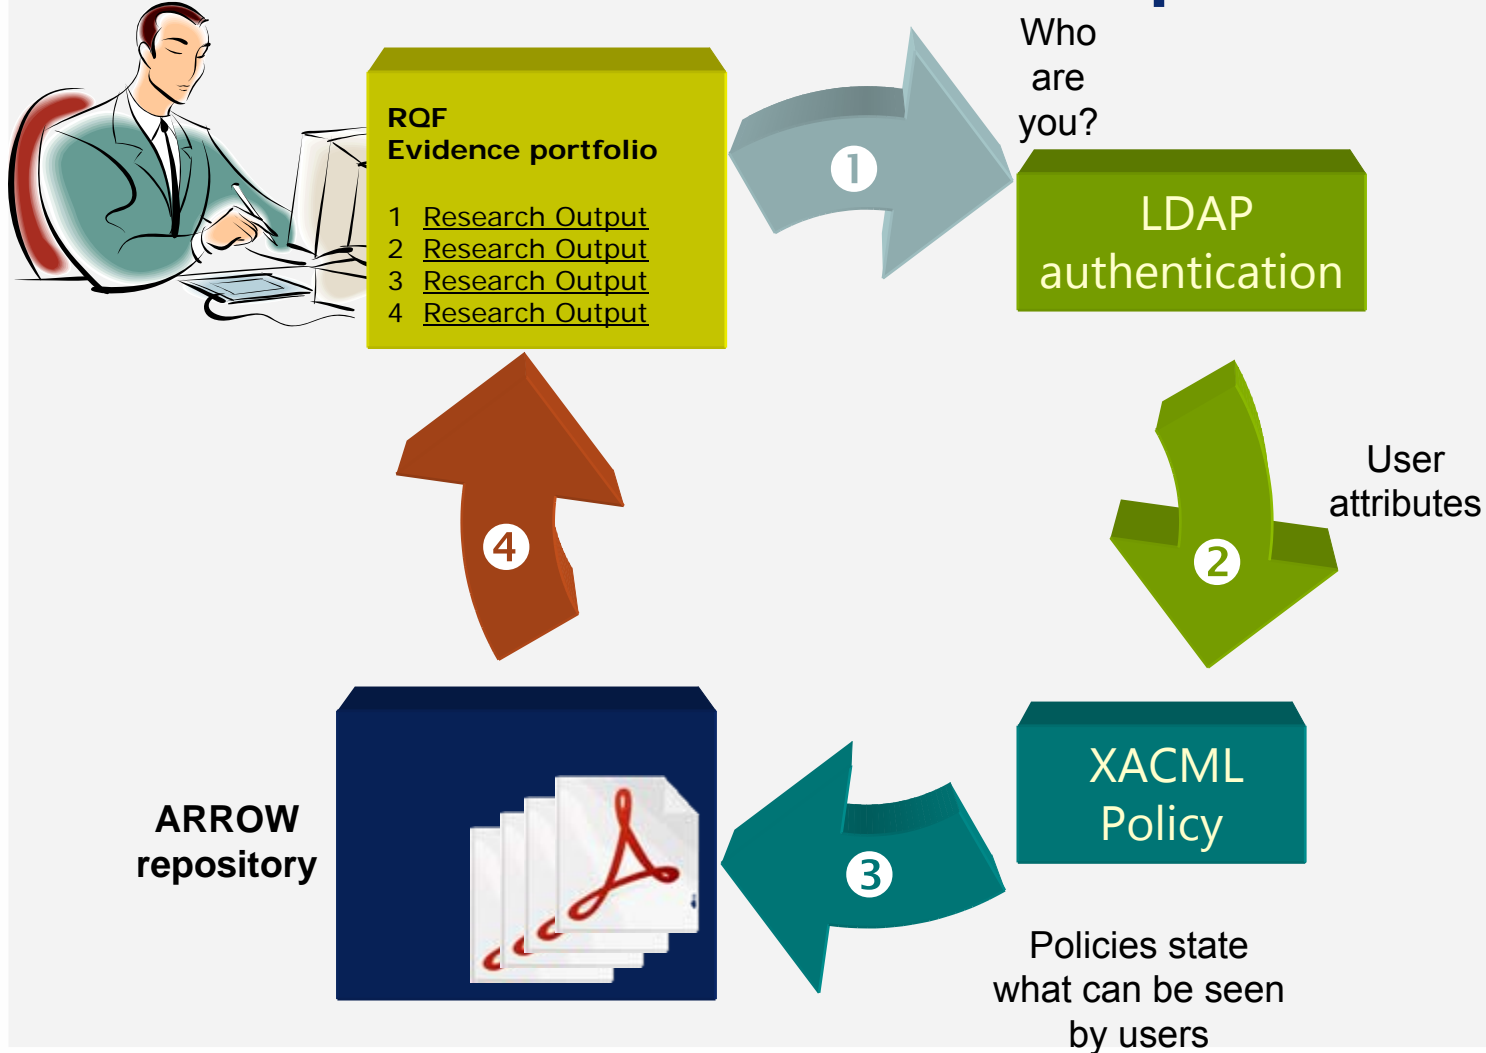 Who
are
you?
RQF
Evidence portfolio
1 Research Output
2 Research Output
3 Research Output
4 Research Output
1
LDAP
authentication
User
attributes
2
4
XACML
Policy
ARROW
repository
3
Policies state
what can be seen
by users